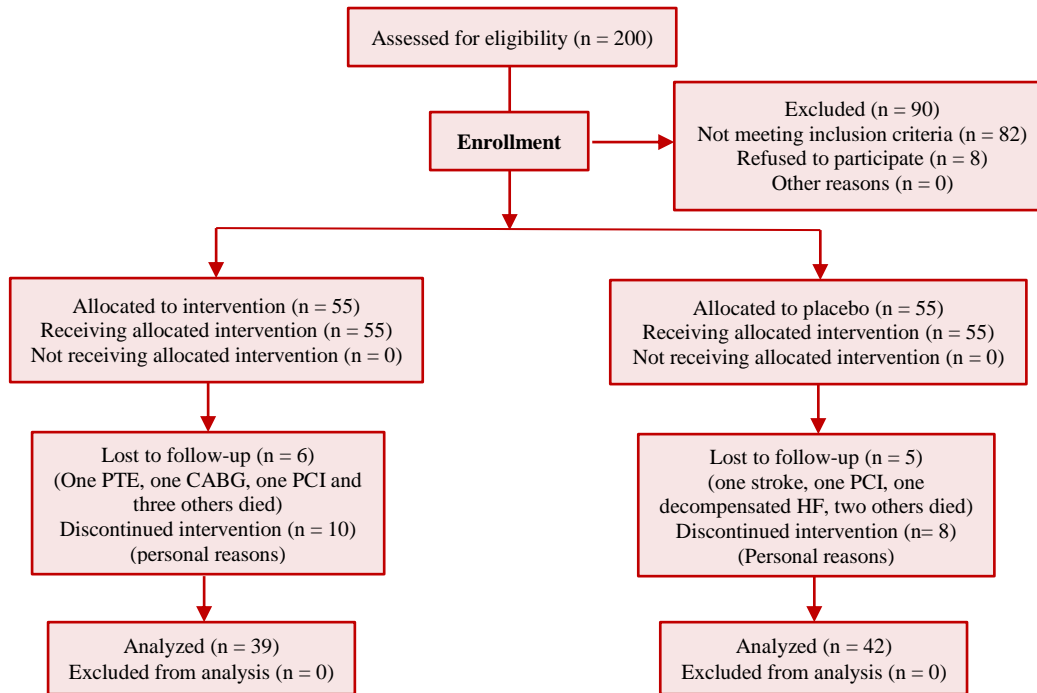 Assessed for eligibility (n = 200)
Enrollment
Excluded (n = 90)
Not meeting inclusion criteria (n = 82)
Refused to participate (n = 8)
Other reasons (n = 0)
Allocated to intervention (n = 55)
Receiving allocated intervention (n = 55)
Not receiving allocated intervention (n = 0)
Allocated to placebo (n = 55)
Receiving allocated intervention (n = 55)
Not receiving allocated intervention (n = 0)
Lost to follow-up (n = 6)
(One PTE, one CABG, one PCI and
three others died)
Discontinued intervention (n = 10)
(personal reasons)
Lost to follow-up (n = 5)
(one stroke, one PCI, one
decompensated HF, two others died)
Discontinued intervention (n= 8)
(Personal reasons)
Analyzed (n = 39)
Excluded from analysis (n = 0)
Analyzed (n = 42)
Excluded from analysis (n = 0)